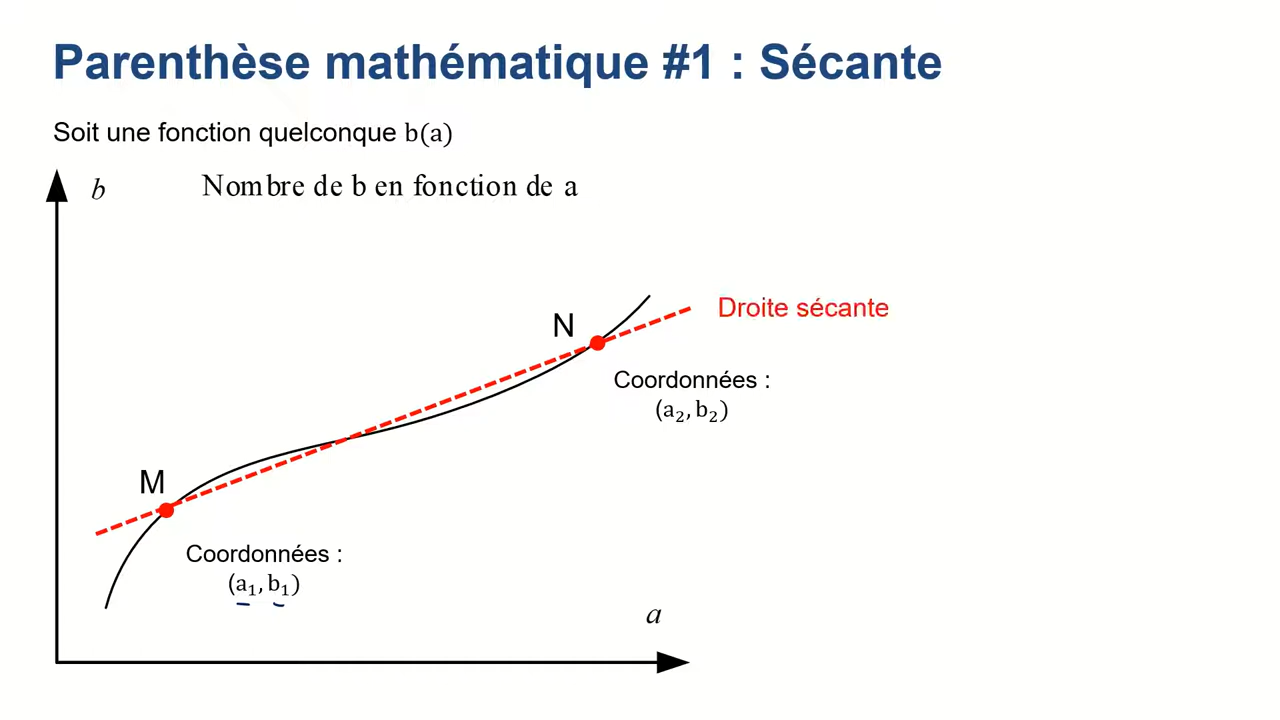 Parenthèse mathématique #1 : Sécante
Soit une fonction quelconque b(a)
b
Nombre de b en fonction de a
Droite sécante
N
Coordonnées :
(a₂, b₂)
M
Coordonnées :
(a₁, b₁)
a